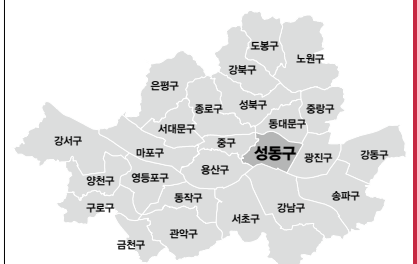 도봉구
노원구
강북구
은평구
성북구
중랑구
종로구
동대문구
서대문구
강서구
중구
성동구
마포구
광진구
강동구
용산구
양천구
영등포구
송파구
동작구
구로구
강남구
서초구
관악구
금천구